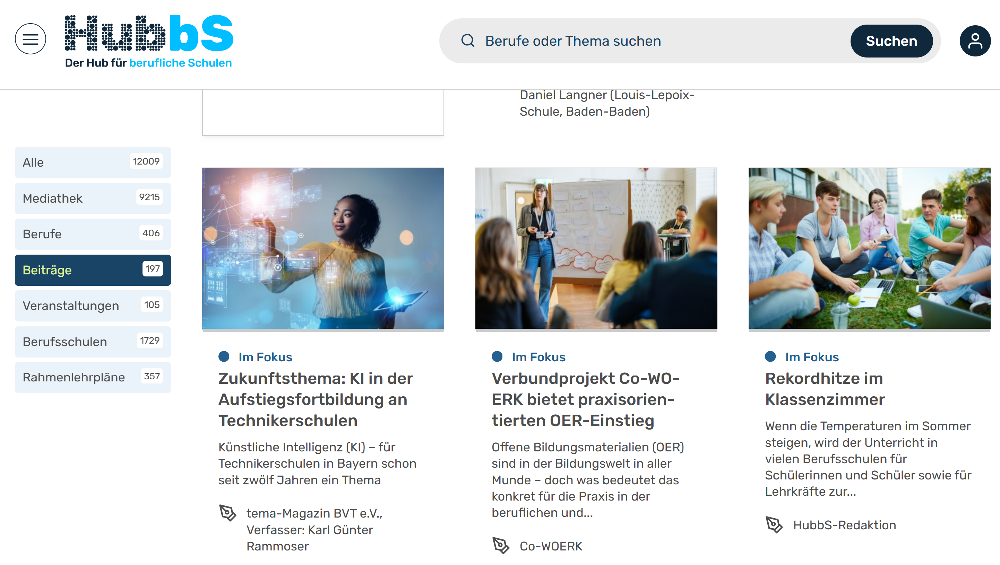 HubbS
Der Hub für berufliche Schulen
Berufe oder Thema suchen
Suchen
Daniel Langner (Louis-Lepoix-
Schule, Baden-Baden)
Alle 12009
Mediathek 9215
Berufe 406
Beiträge 197
Veranstaltungen 105
Berufsschulen 1729
Rahmenlehrpläne 357
Im Fokus
Zukunftsthema: KI in der
Aufstiegsfortbildung an
Technikerschulen
Künstliche Intelligenz (KI) – für
Technikerschulen in Bayern schon
seit zwölf Jahren ein Thema
tema-Magazin BVT e.V.,
Verfasser: Karl Günter
Rammoser
Im Fokus
Verbundprojekt Co-WO-
ERK bietet praxisorien-
tierten OER-Einstieg
Offene Bildungsmaterialien (OER)
sind in der Bildungswelt in aller
Munde – doch was bedeutet das
konkret für die Praxis in der
beruflichen und...
Co-WOERK
Im Fokus
Rekordhitze im
Klassenzimmer
Wenn die Temperaturen im Sommer
steigen, wird der Unterricht in
vielen Berufsschulen für
Schülerinnen und Schüler sowie für
Lehrkräfte zur...
HubbS-Redaktion